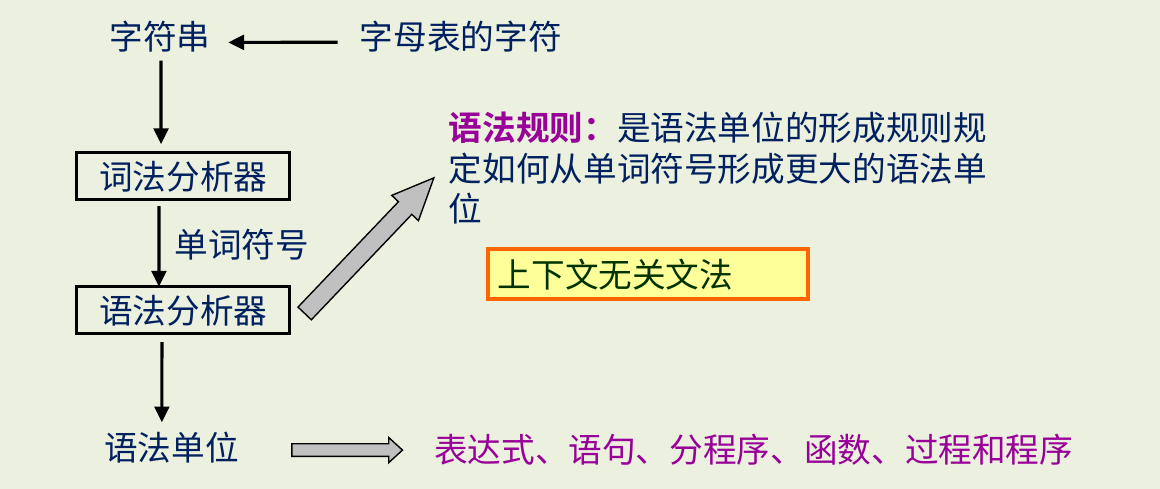 字符串
字母表的字符
语法规则：是语法单位的形成规则规
定如何从单词符号形成更大的语法单
位
词法分析器
单词符号
上下文无关文法
语法分析器
语法单位
表达式、语句、分程序、函数、过程和程序